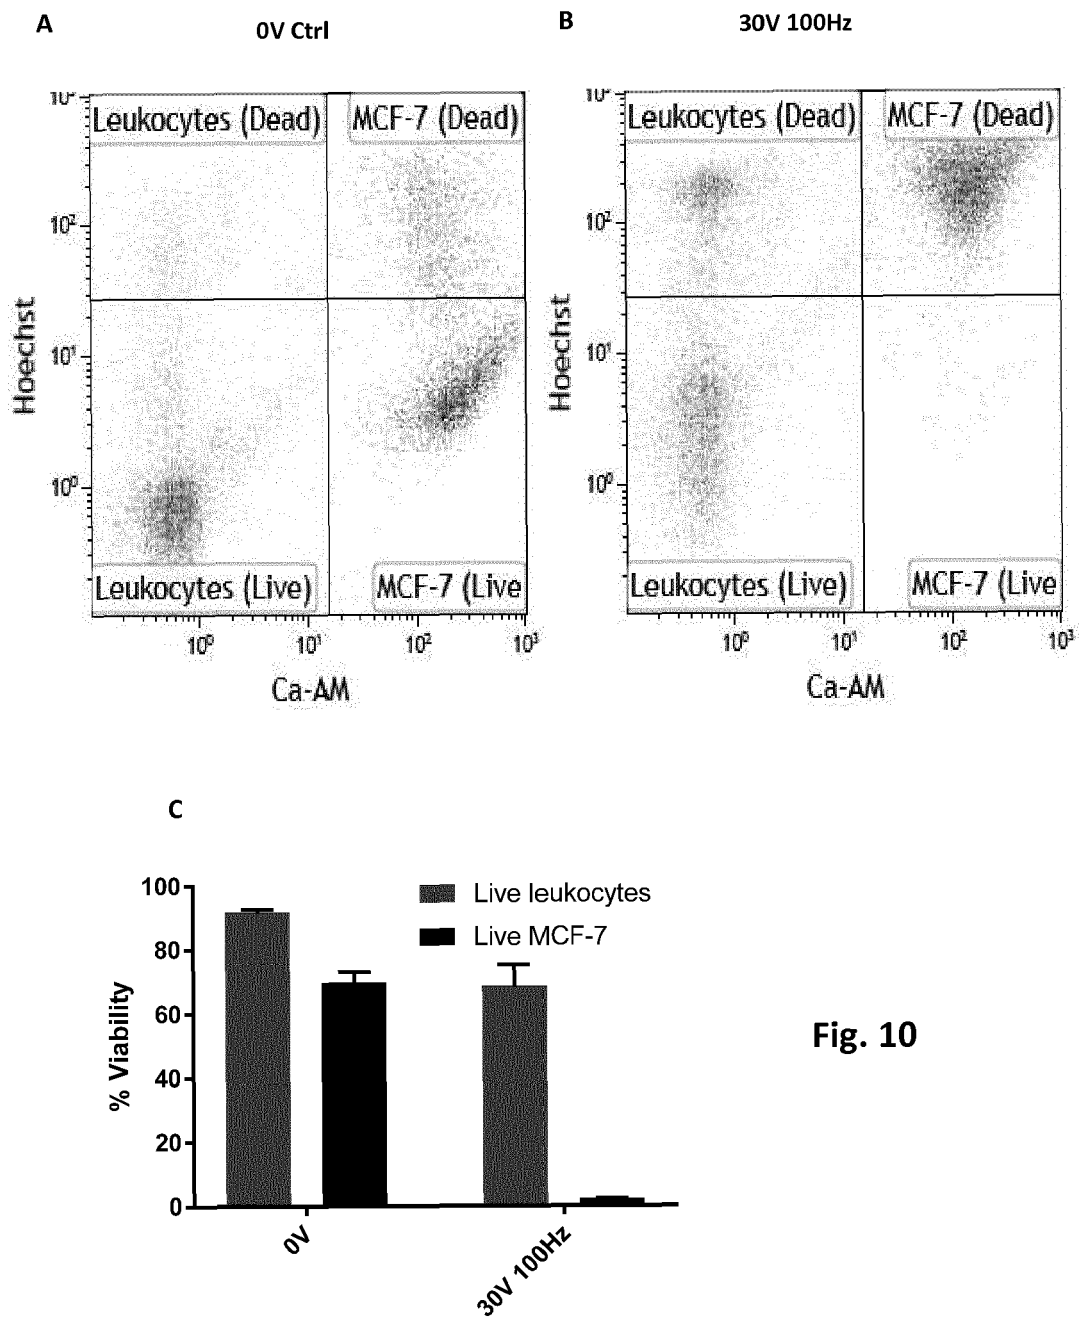 A
0V Ctrl
B
30V 100Hz
Leukocytes (Dead)
MCF-7 (Dead)
10³
10²
10¹
10⁰
Hoechst
Leukocytes (Live)
MCF-7 (Live
10⁰ 10¹ 10² 10³
Ca-AM
Leukocytes (Dead)
MCF-7 (Dead)
10³
10²
10¹
10⁰
Hoechst
Leukocytes (Live)
MCF-7 (Live
10⁰ 10¹ 10² 10³
Ca-AM
C
Live leukocytes
Live MCF-7
100
80
60
40
20
0
% Viability
0V
30V 100Hz
Fig. 10